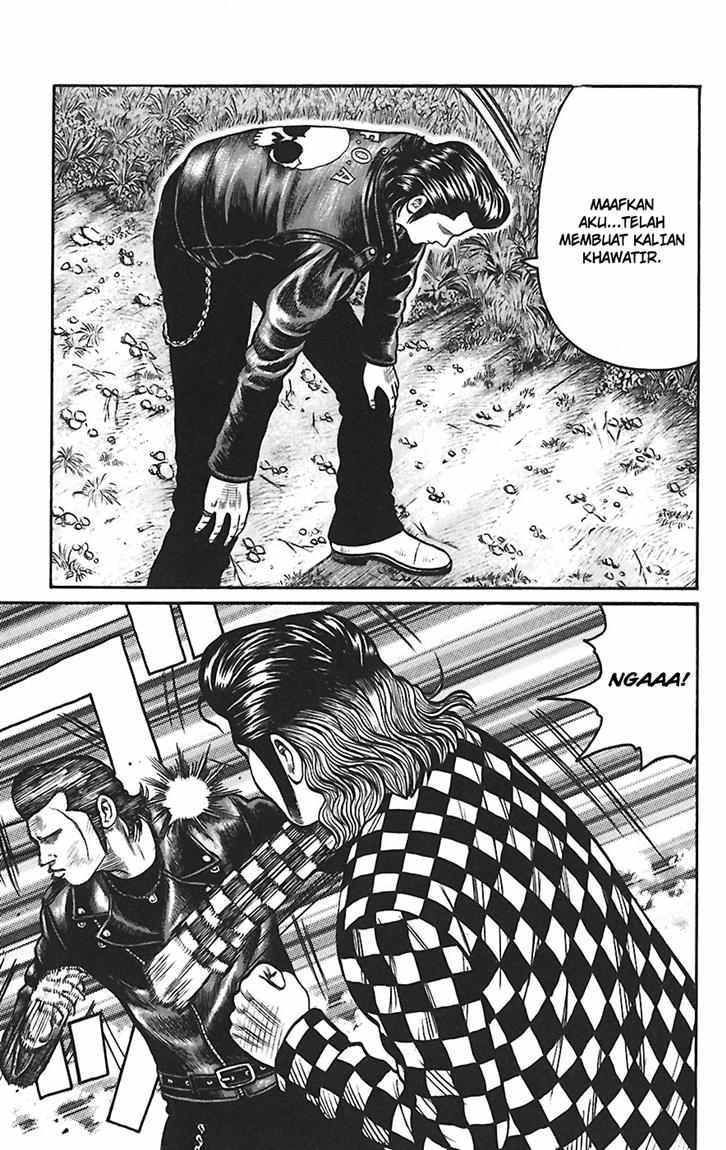 F.O.A
MAAFKAN
AKU...TELAH
MEMBUAT KALIAN
KHAWATIR.
NGAAA!